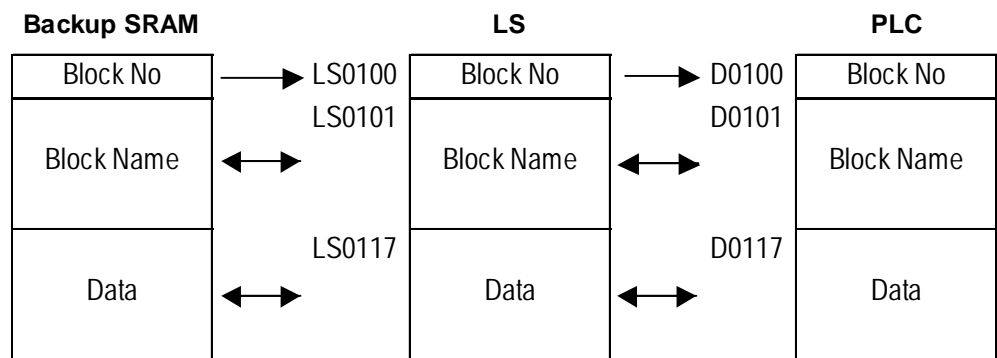 Backup SRAM LS PLC
Block No LS0100 Block No D0100 Block No
LS0101 D0101
Block Name Block Name Block Name
LS0117 D0117
Data Data Data